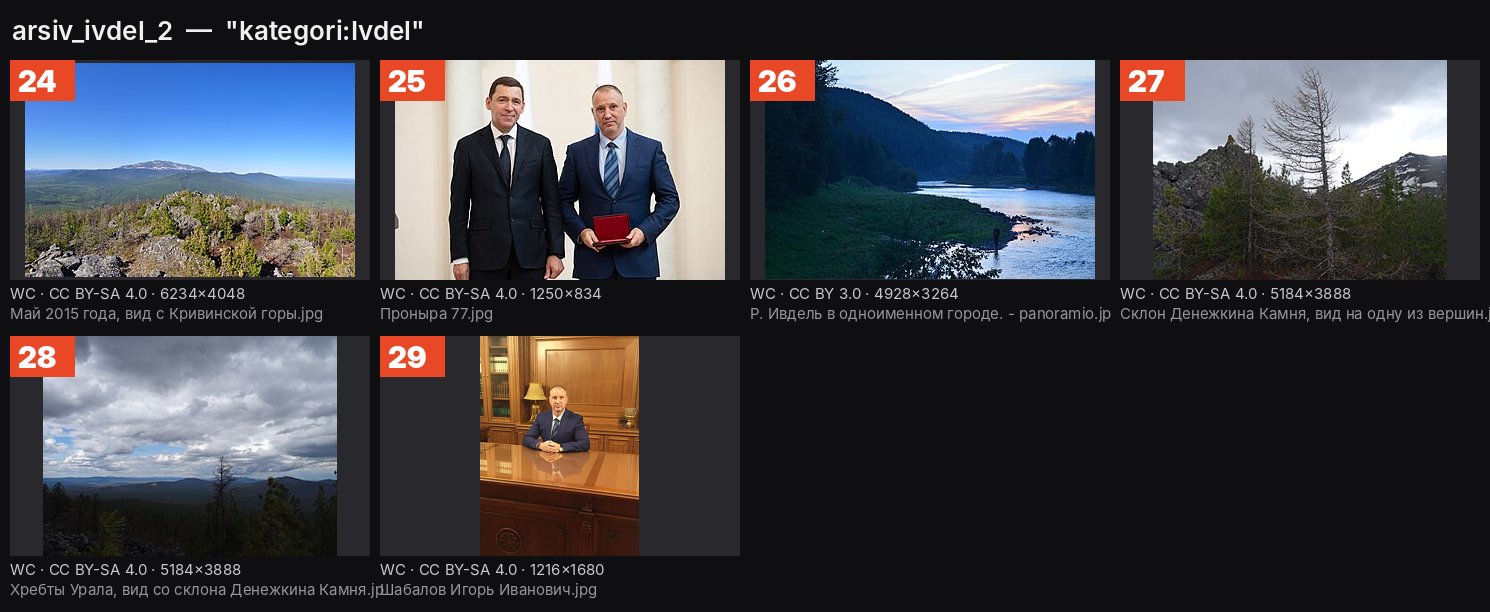 arsiv_ivdel_2 — "kategori:Ivdel"
24
25
26
27
WC · CC BY-SA 4.0 · 6234×4048
WC · CC BY-SA 4.0 · 1250×834
WC · CC BY 3.0 · 4928×3264
WC · CC BY-SA 4.0 · 5184×3888
Май 2015 года, вид с Кривинской горы.jpg
Проныра 77.jpg
Р. Ивдель в одноименном городе. - panoramio.jp
Склон Денежкина Камня, вид на одну из вершин.j
28
29
WC · CC BY-SA 4.0 · 5184×3888
WC · CC BY-SA 4.0 · 1216×1680
Хребты Урала, вид со склона Денежкина Камня.jp
Шабалов Игорь Иванович.jpg